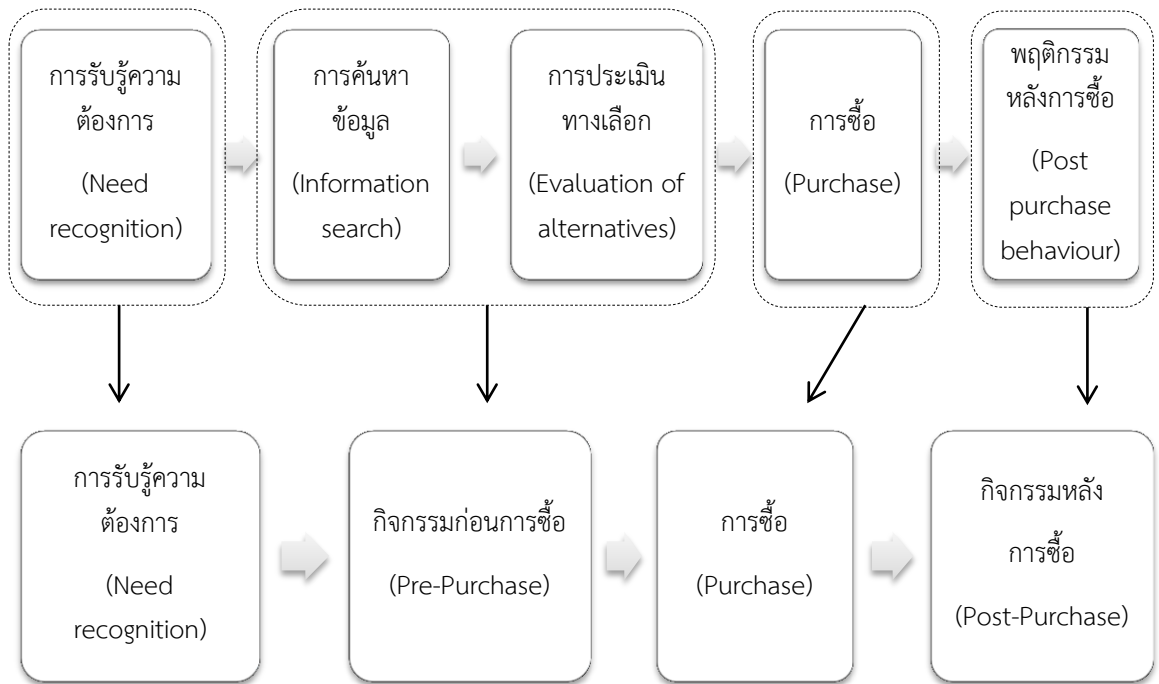 การรับรู้ความ
ต้องการ
(Need
recognition)
การค้นหา
ข้อมูล
(Information
search)
การประเมิน
ทางเลือก
(Evaluation of
alternatives)
การซื้อ
(Purchase)
พฤติกรรม
หลังการซื้อ
(Post
purchase
behaviour)
การรับรู้ความ
ต้องการ
(Need
recognition)
กิจกรรมก่อนการซื้อ
(Pre-Purchase)
การซื้อ
(Purchase)
กิจกรรมหลัง
การซื้อ
(Post-Purchase)